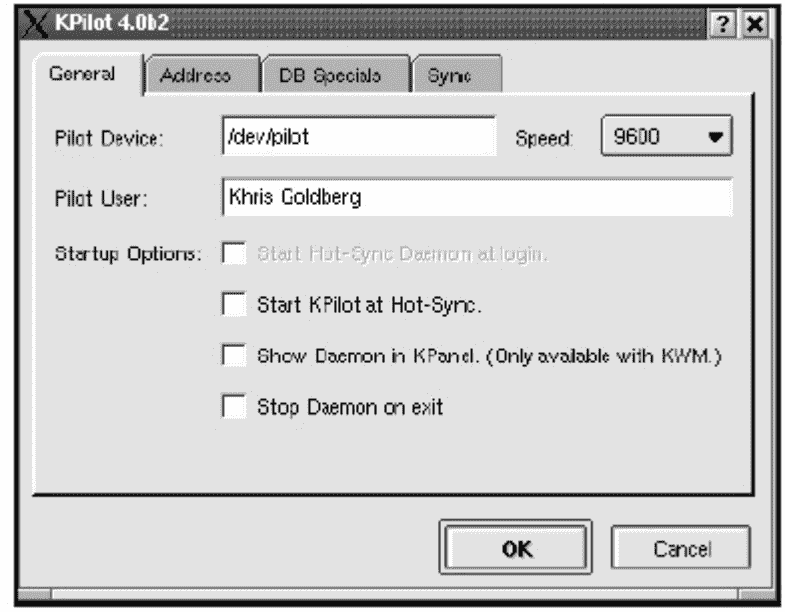 KPilot 4.0b2
General Address DB Specials Sync
Pilot Device: /dev/pilot Speed: 9600
Pilot User: Khris Goldberg
Startup Options: Start Hot-Sync Daemon at login.
Start KPilot at Hot-Sync.
Show Daemon in KPanel. (Only available with KWM.)
Stop Daemon on exit
OK Cancel